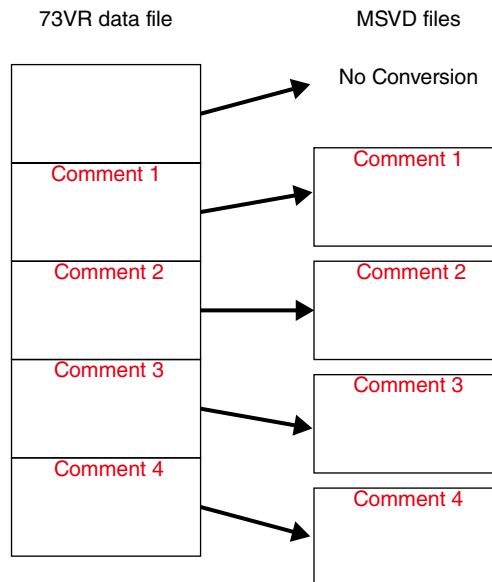 73VR data file
MSVD files
No Conversion
Comment 1
Comment 1
Comment 2
Comment 2
Comment 3
Comment 3
Comment 4
Comment 4